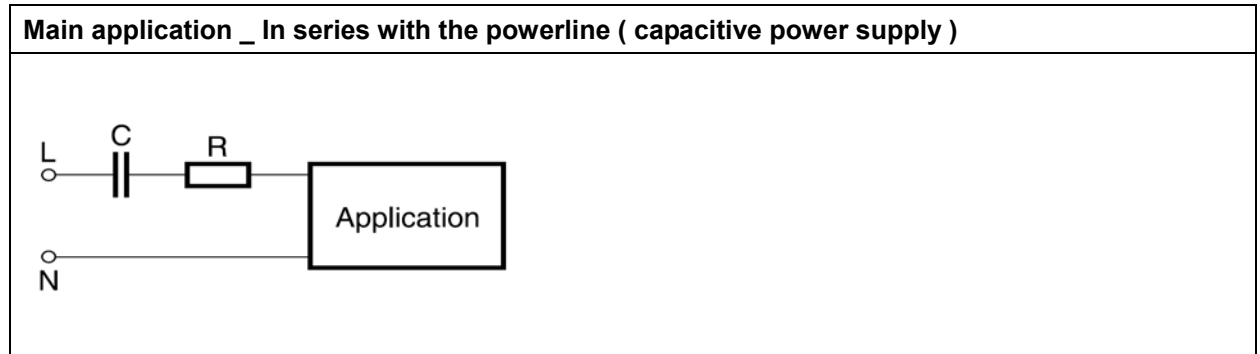 Main application _ In series with the powerline ( capacitive power supply )
L
C
R
Application
N